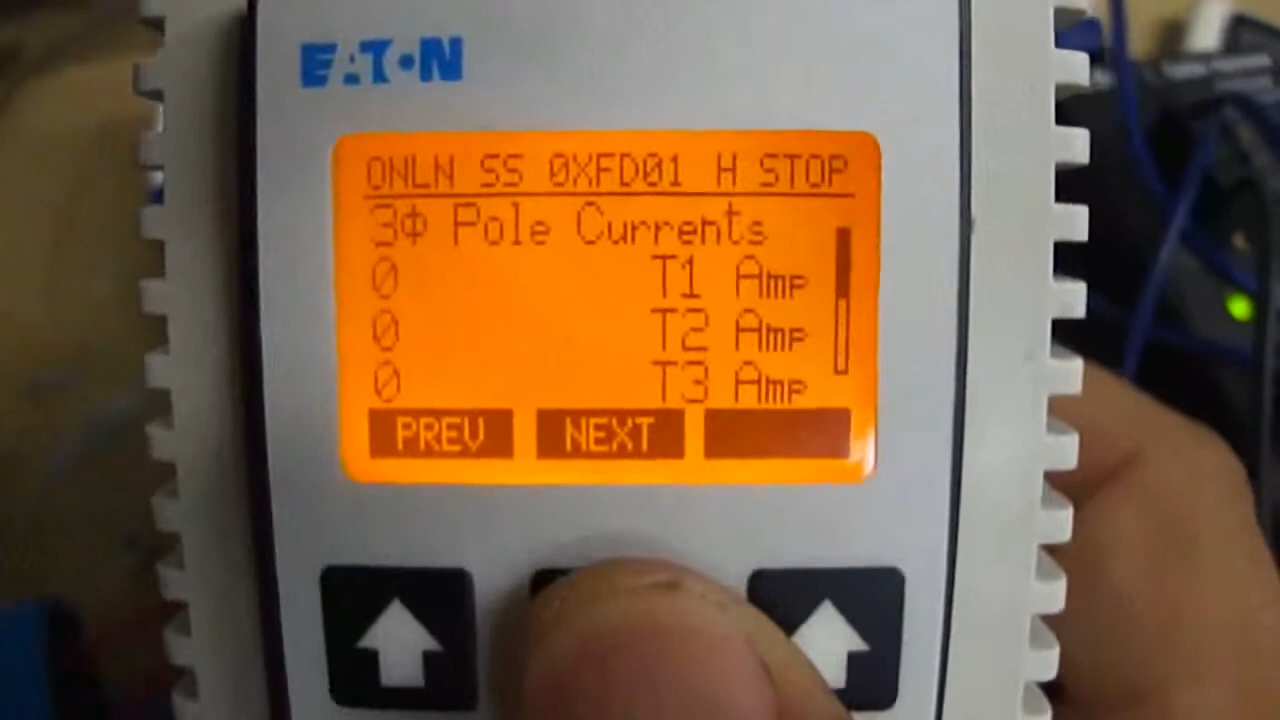 EATON
ONLN SS 0XFD01 H STOP
3Φ Pole Currents
0 T1 Amp
0 T2 Amp
0 T3 Amp
PREV NEXT